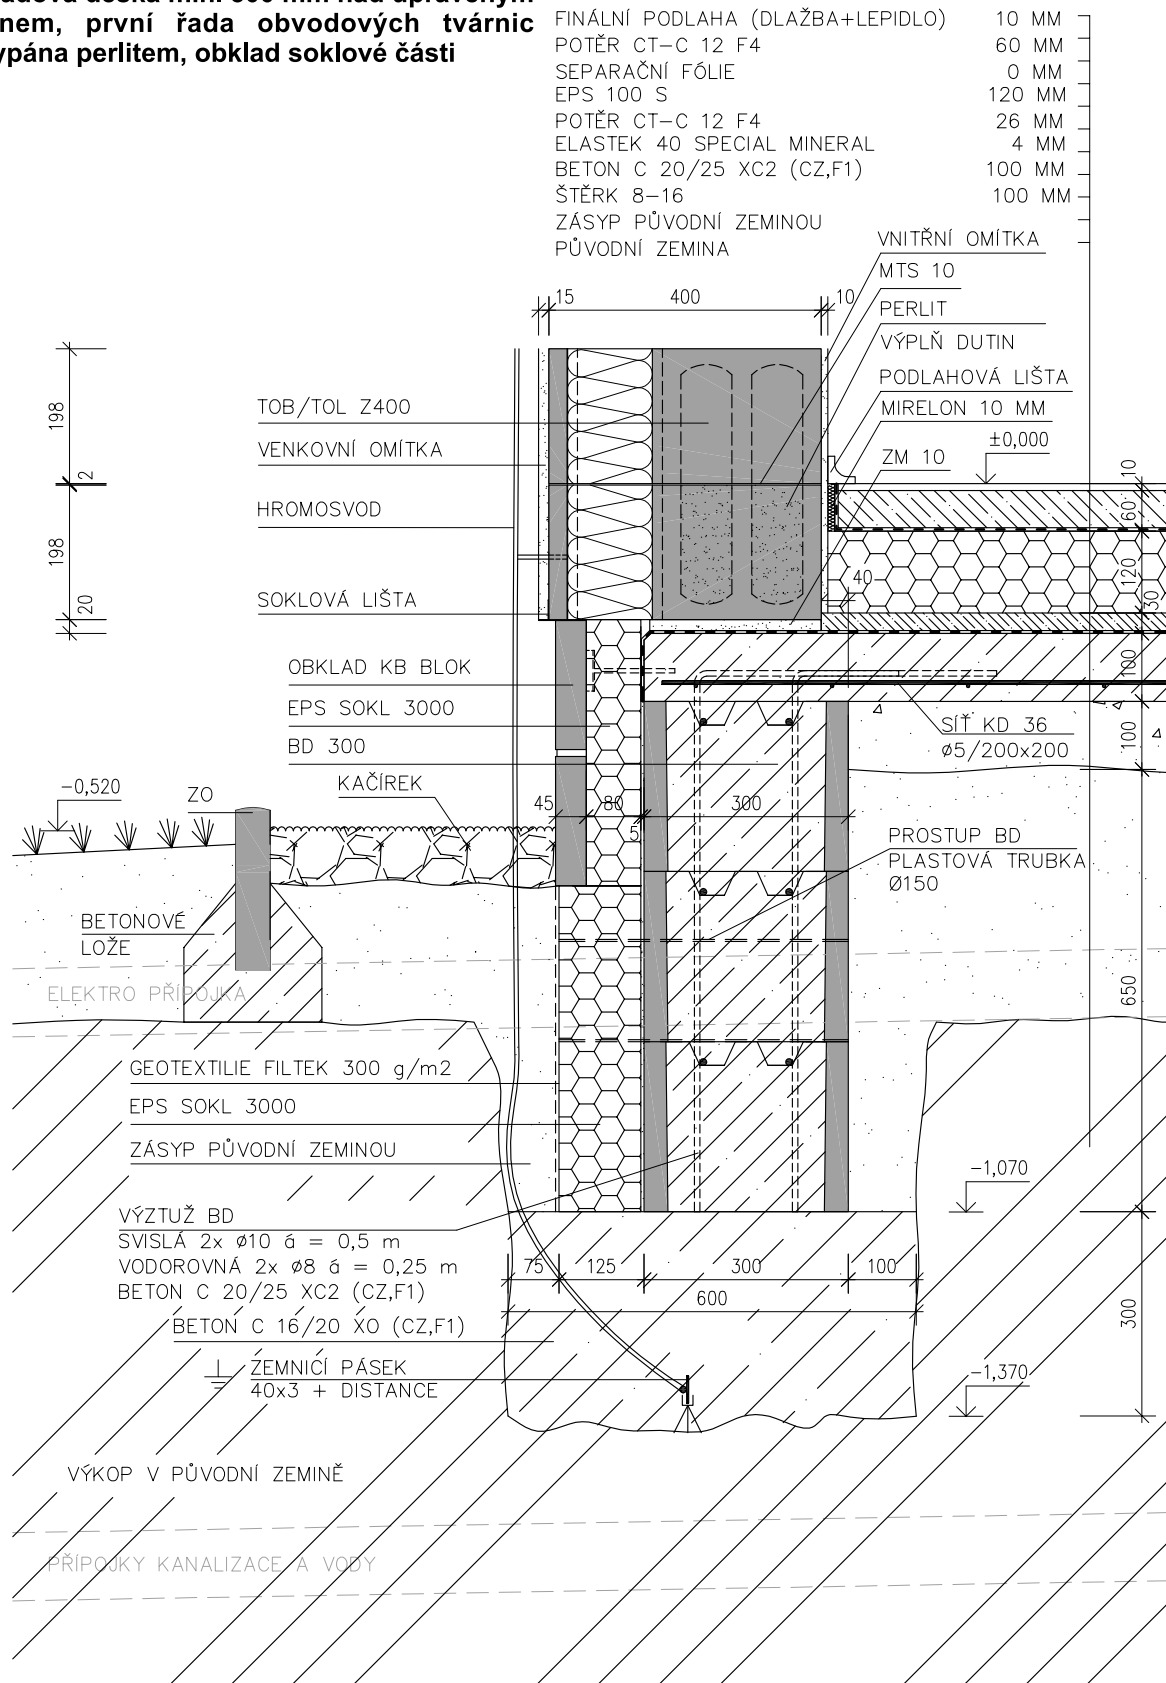 mini. 300 mm nad upraveným
první řada obvodových tvárnic
perlitem, obklad soklové části
FINÁLNÍ PODLAHA (DLAŽBA+LEPIDLO) 10 MM
POTĚR CT-C 12 F4 60 MM
SEPARAČNÍ FÓLIE 0 MM
EPS 100 S 120 MM
POTĚR CT-C 12 F4 26 MM
ELASTEK 40 SPECIAL MINERAL 4 MM
BETON C 20/25 XC2 (CZ,F1) 100 MM
ŠTĚRK 8-16 100 MM
ZÁSYP PŮVODNÍ ZEMINOU
PŮVODNÍ ZEMINA
VNITŘNÍ OMÍTKA
MTS 10
15 400 10
PERLIT
VÝPLŇ DUTIN
PODLAHOVÁ LIŠTA
MIRELON 10 MM
±0,000
ZM 10
TOB/TOL Z400
VENKOVNÍ OMÍTKA
HROMOSVOD
SOKLOVÁ LIŠTA
198
2
198
20
10
60
120
30
40
100
100
650
300
OBKLAD KB BLOK
EPS SOKL 3000
BD 300
KAČÍREK
SÍŤ KD 36
ø5/200x200
-0,520
ZO
45 80 300
5
PROSTUP BD
PLASTOVÁ TRUBKA
Ø150
BETONOVÉ
LOŽE
ELEKTRO PŘÍPOJKA
GEOTEXTILIE FILTEK 300 g/m2
EPS SOKL 3000
ZÁSYP PŮVODNÍ ZEMINOU
-1,070
VÝZTUŽ BD
SVISLÁ 2x ø10 á = 0,5 m
VODOROVNÁ 2x ø8 á = 0,25 m
BETON C 20/25 XC2 (CZ,F1)
BETON C 16/20 XO (CZ,F1)
75 125 300 100
600
ZEMNICÍ PÁSEK
40x3 + DISTANCE
-1,370
VÝKOP V PŮVODNÍ ZEMINĚ
PŘÍPOJKY KANALIZACE A VODY